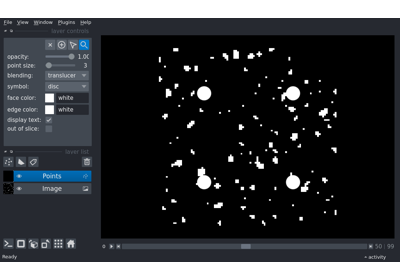 File View Window Plugins Help
layer controls
opacity: 1.00
point size: 3
blending: translucer
symbol: disc
face color: white
edge color: white
display text:
out of slice:
layer list
Points
Image
50 99
Ready
activity